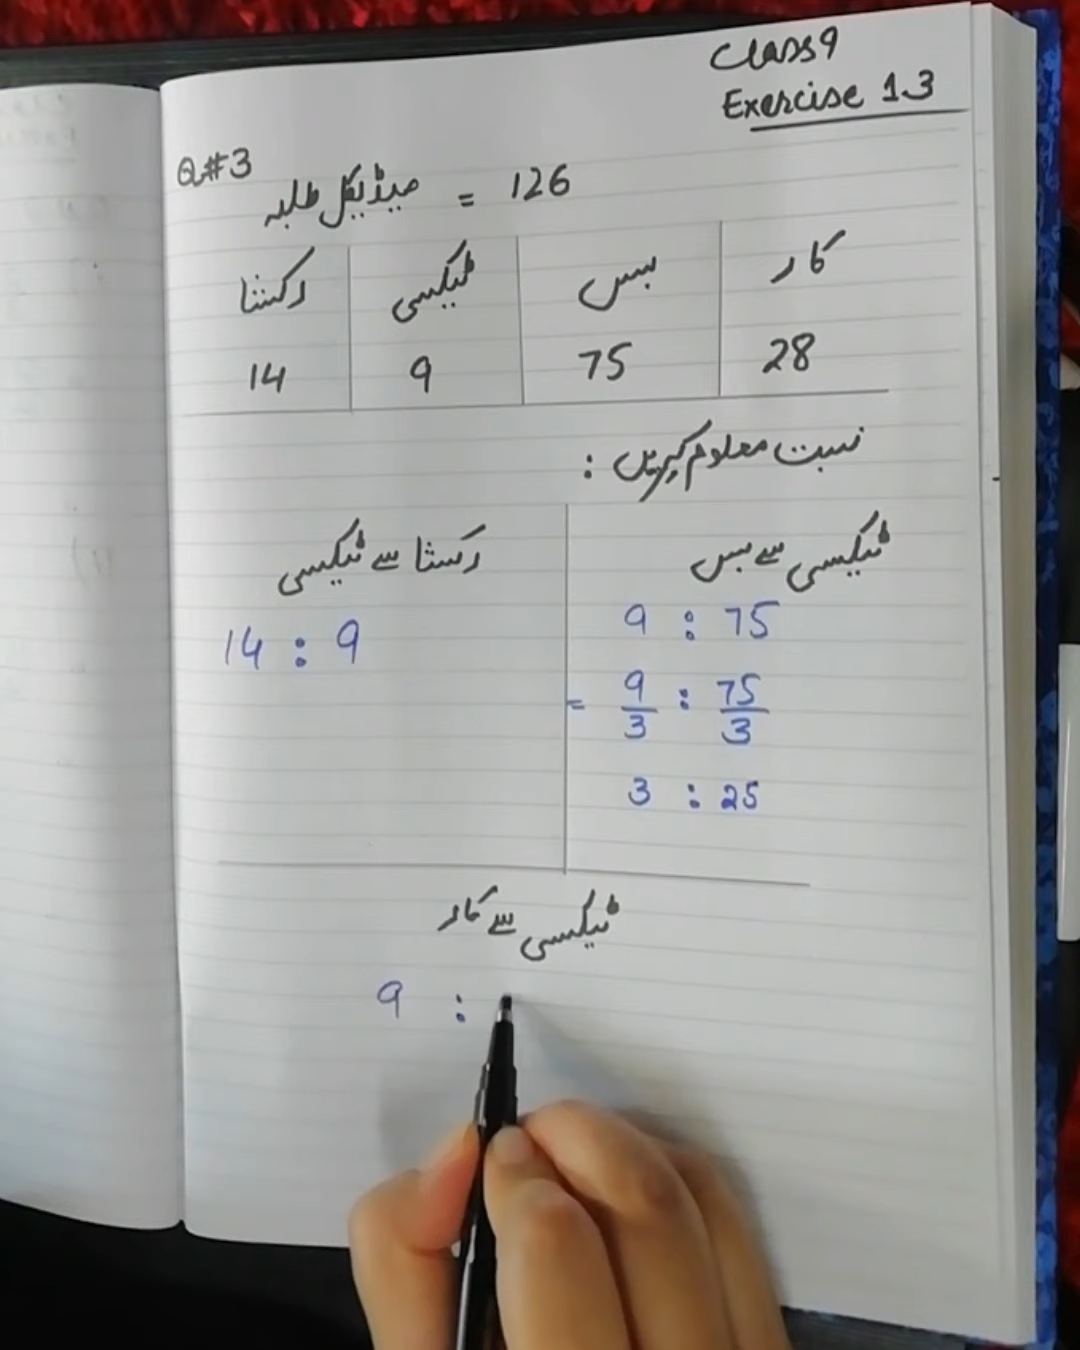 Class 9
Exercise 1.3
Q#3
میڈیکل طلبہ = 126
کار بس ٹیکسی رکشا
28 75 9 14
نسبت معلوم کریں :
ٹیکسی سے بس
9 : 75
= 9/3 : 75/3
3 : 25
رکشا سے ٹیکسی
14 : 9
ٹیکسی سے کار
9 :